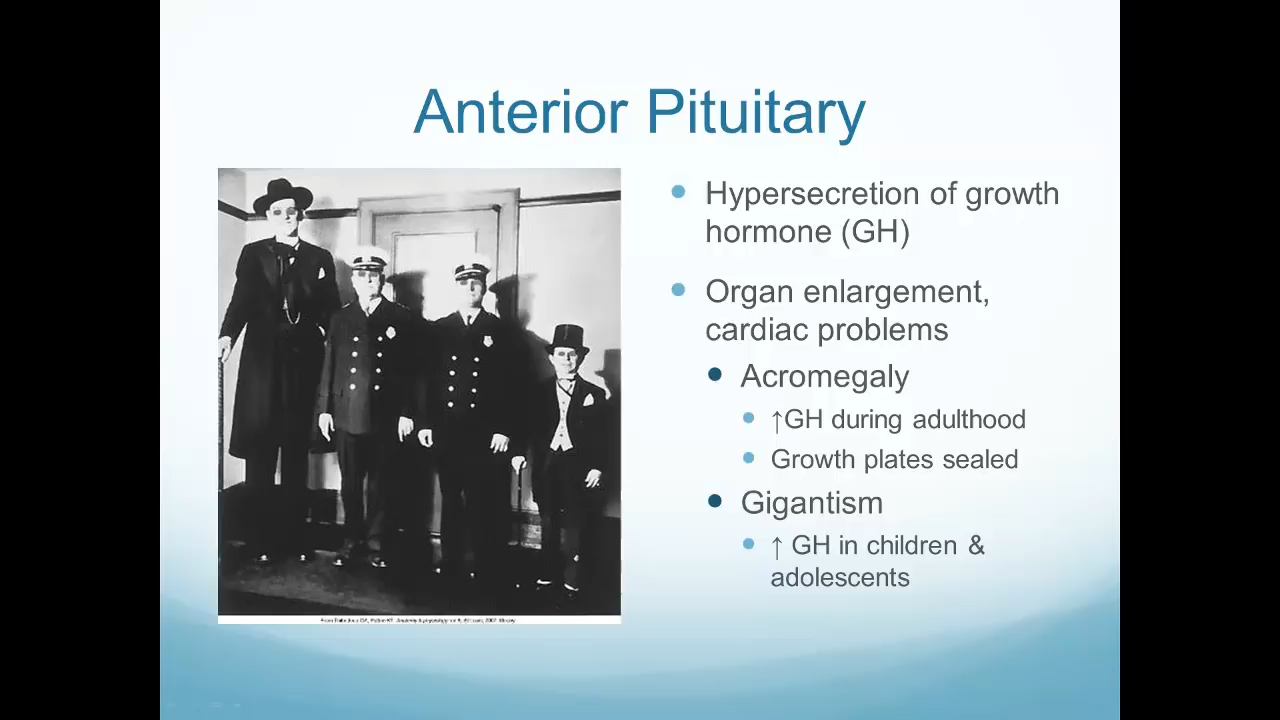 Anterior Pituitary
Hypersecretion of growth
hormone (GH)
Organ enlargement,
cardiac problems
Acromegaly
↑GH during adulthood
Growth plates sealed
Gigantism
↑ GH in children &
adolescents